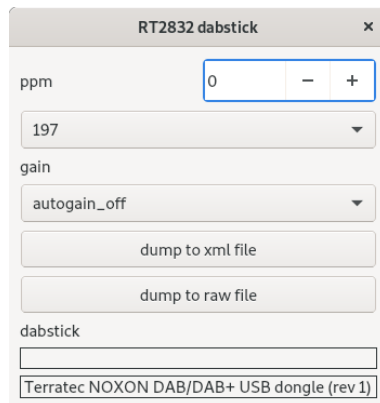 RT2832 dabstick ×
ppm 0 − +
197
gain
autogain_off
dump to xml file
dump to raw file
dabstick
Terratec NOXON DAB/DAB+ USB dongle (rev 1)